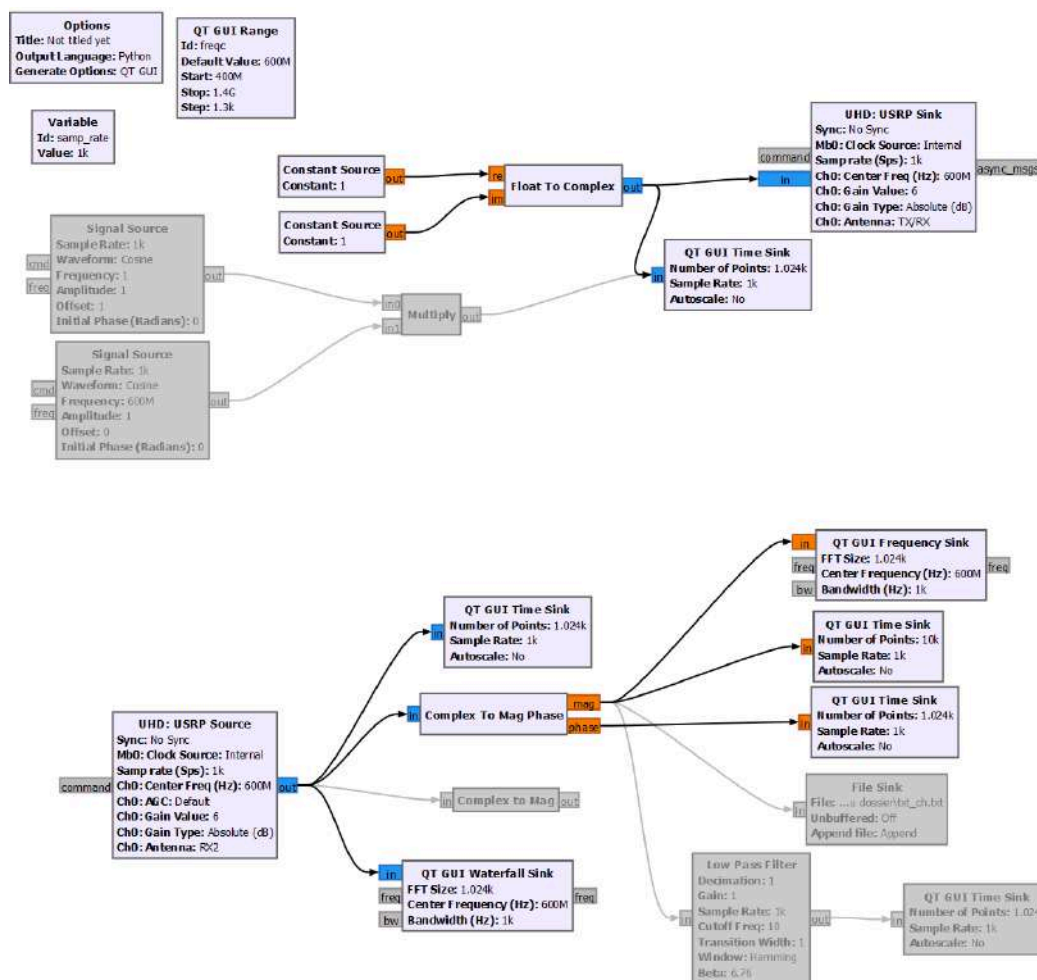 Options
Title: Not titled yet
Output Language: Python
Generate Options: QT GUI
QT GUI Range
Id: freqc
Default Value: 600M
Start: 400M
Stop: 1.4G
Step: 1.3k
Variable
Id: samp_rate
Value: 1k
Constant Source
Constant: 1
out
Constant Source
Constant: 1
out
re
im
Float To Complex
out
UHD: USRP Sink
Sync: No Sync
Mb0: Clock Source: Internal
Samp rate (Sps): 1k
Ch0: Center Freq (Hz): 600M
Ch0: Gain Value: 6
Ch0: Gain Type: Absolute (dB)
Ch0: Antenna: TX/RX
command
in
async_msgs
QT GUI Time Sink
Number of Points: 1.024k
Sample Rate: 1k
Autoscale: No
in
Signal Source
Sample Rate: 1k
Waveform: Cosine
Frequency: 1
Amplitude: 1
Offset: 1
Initial Phase (Radians): 0
cmd
freq
out
Signal Source
Sample Rate: 1k
Waveform: Cosine
Frequency: 600M
Amplitude: 1
Offset: 0
Initial Phase (Radians): 0
cmd
freq
out
in0
in1
Multiply
out
QT GUI Frequency Sink
FFT Size: 1.024k
Center Frequency (Hz): 600M
Bandwidth (Hz): 1k
in
freq
bw
freq
QT GUI Time Sink
Number of Points: 1.024k
Sample Rate: 1k
Autoscale: No
in
QT GUI Time Sink
Number of Points: 10k
Sample Rate: 1k
Autoscale: No
in
Complex To Mag Phase
in
mag
phase
QT GUI Time Sink
Number of Points: 1.024k
Sample Rate: 1k
Autoscale: No
in
UHD: USRP Source
Sync: No Sync
Mb0: Clock Source: Internal
Samp rate (Sps): 1k
Ch0: Center Freq (Hz): 600M
Ch0: AGC: Default
Ch0: Gain Value: 6
Ch0: Gain Type: Absolute (dB)
Ch0: Antenna: RX2
command
out
in
Complex to Mag
out
File Sink
File: ...u dossier\txt_ch.txt
Unbuffered: Off
Append file: Append
in
QT GUI Waterfall Sink
FFT Size: 1.024k
Center Frequency (Hz): 600M
Bandwidth (Hz): 1k
in
freq
bw
freq
Low Pass Filter
Decimation: 1
Gain: 1
Sample Rate: 1k
Cutoff Freq: 10
Transition Width: 1
Window: Hamming
Beta: 6.76
in
out
QT GUI Time Sink
Number of Points: 1.024
Sample Rate: 1k
Autoscale: No
in